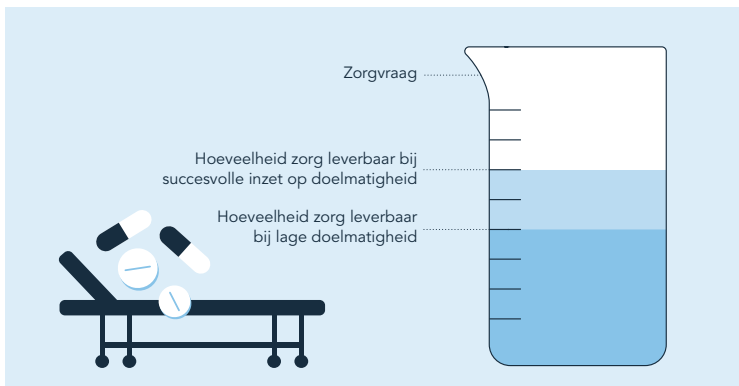 Zorgvraag
Hoeveelheid zorg leverbaar bij
succesvolle inzet op doelmatigheid
Hoeveelheid zorg leverbaar
bij lage doelmatigheid